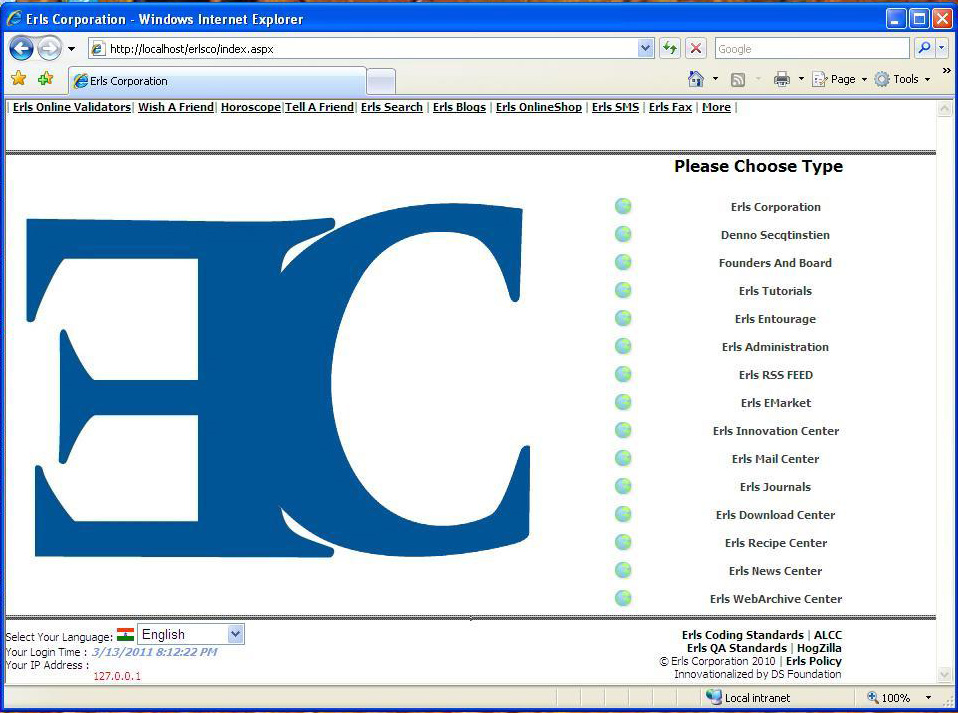 Erls Corporation - Windows Internet Explorer
http://localhost/erlsco/index.aspx
Google
Erls Corporation
Page
Tools
| Erls Online Validators| Wish A Friend| Horoscope|Tell A Friend| Erls Search | Erls Blogs | Erls OnlineShop | Erls SMS | Erls Fax | More |
Please Choose Type
EC
Erls Corporation
Denno Secqtinstien
Founders And Board
Erls Tutorials
Erls Entourage
Erls Administration
Erls RSS FEED
Erls EMarket
Erls Innovation Center
Erls Mail Center
Erls Journals
Erls Download Center
Erls Recipe Center
Erls News Center
Erls WebArchive Center
Select Your Language: English
Your Login Time : 3/13/2011 8:12:22 PM
Your IP Address :
127.0.0.1
Erls Coding Standards | ALCC
Erls QA Standards | HogZilla
© Erls Corporation 2010 | Erls Policy
Innovationalized by DS Foundation
Local intranet
100%